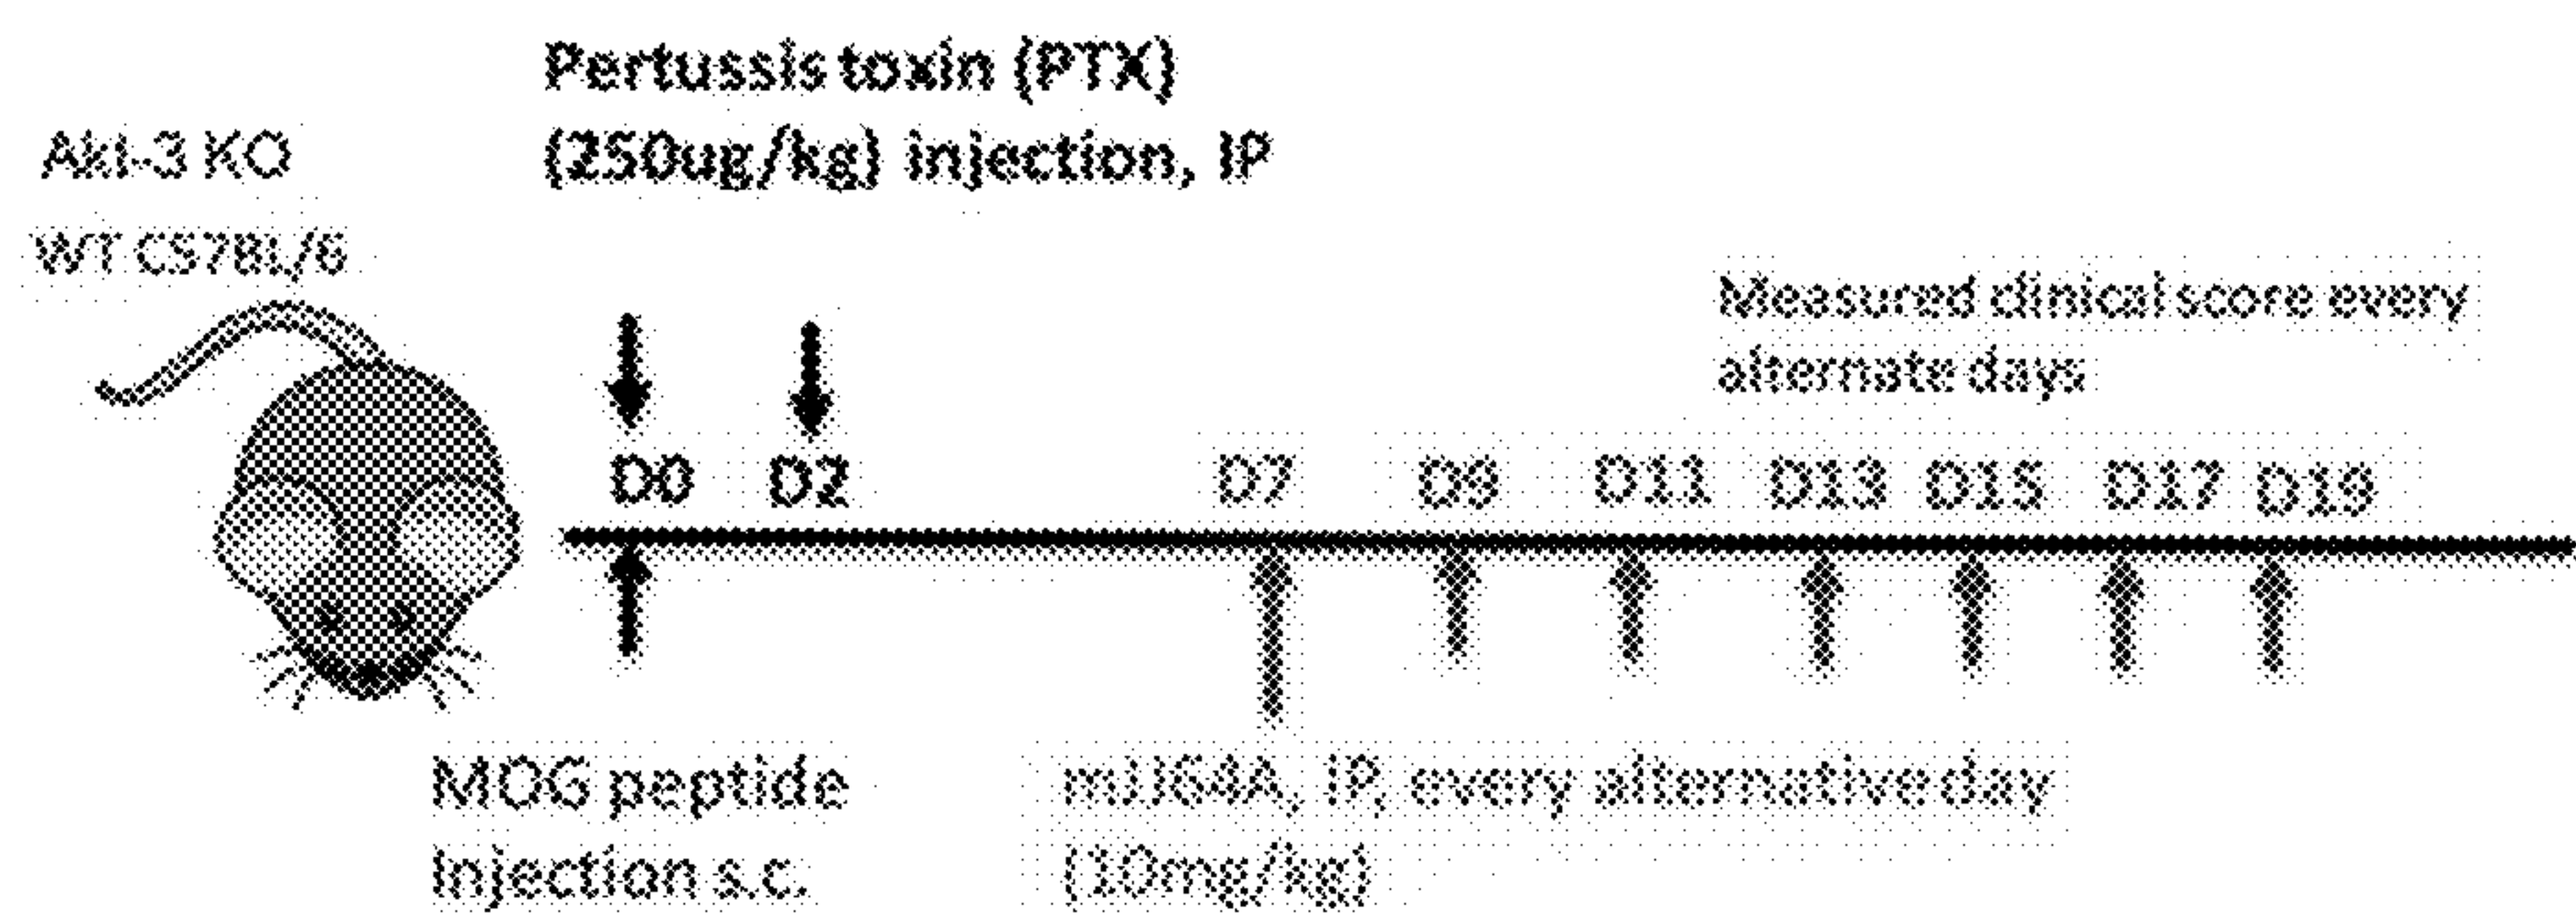 Pertussis toxin (PTX)
(250ug/kg) injection, IP
Akt-3 KO
WT C57BL/6
Measured clinical score every
alternate days
D0 D2 D7 D9 D11 D13 D15 D17 D19
MOG peptide
Injection s.c.
mJJ64A, IP, every alternative day
(10mg/kg)